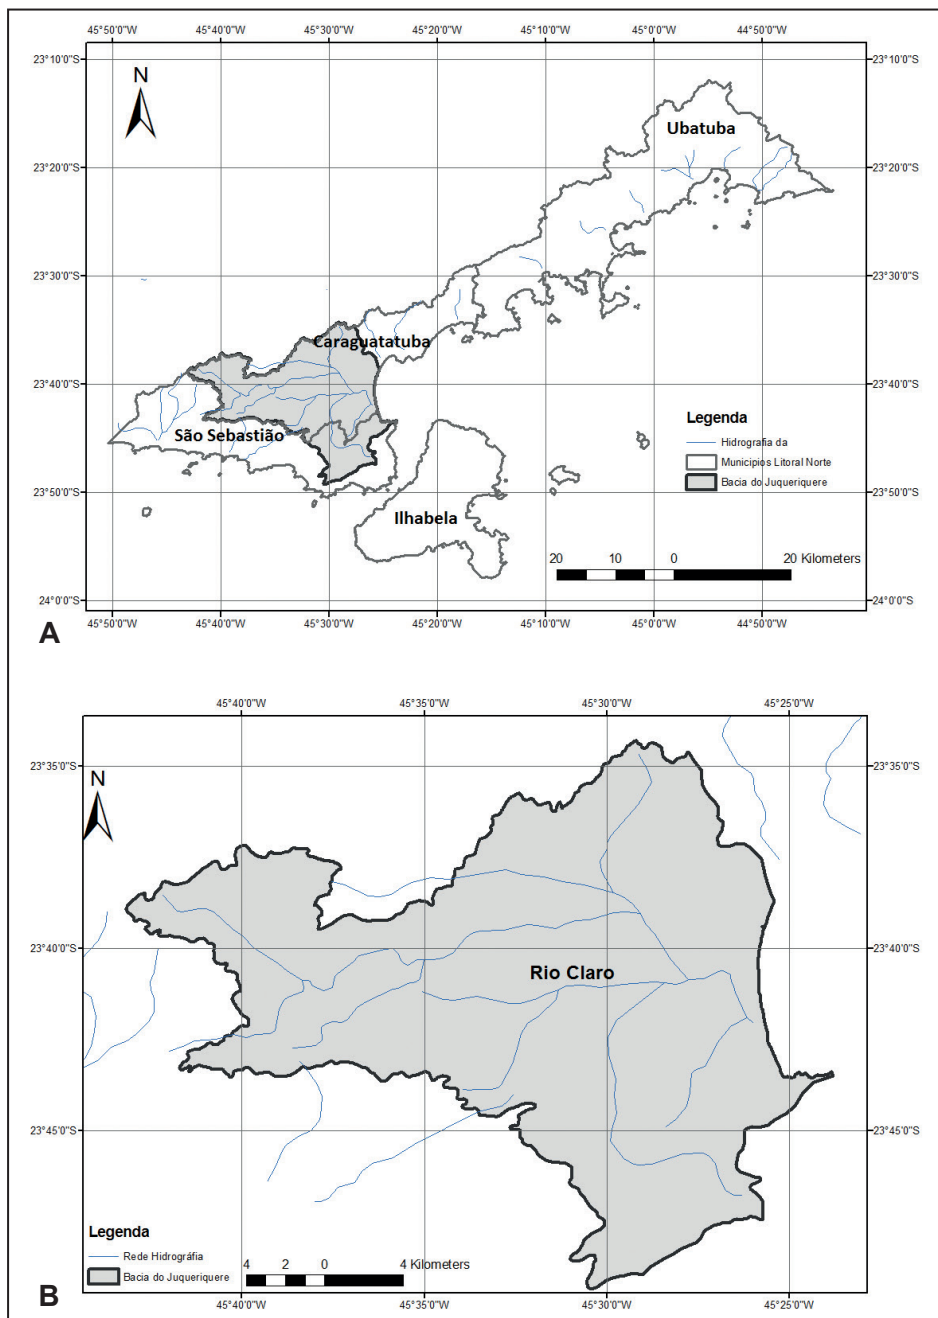 45°50'0"W 45°40'0"W 45°30'0"W 45°20'0"W 45°10'0"W 45°0'0"W 44°50'0"W
23°10'0"S 23°10'0"S
N
Ubatuba
23°20'0"S 23°20'0"S
23°30'0"S 23°30'0"S
Caraguatatuba
23°40'0"S 23°40'0"S
São Sebastião
Legenda
Hidrografia da
Municipios Litoral Norte
Bacia do Juqueriquere
23°50'0"S 23°50'0"S
Ilhabela
20 10 0 20 Kilometers
24°0'0"S 24°0'0"S
45°50'0"W 45°40'0"W 45°30'0"W 45°20'0"W 45°10'0"W 45°0'0"W 44°50'0"W
A
45°40'0"W 45°35'0"W 45°30'0"W 45°25'0"W
23°35'0"S 23°35'0"S
N
23°40'0"S 23°40'0"S
Rio Claro
23°45'0"S 23°45'0"S
Legenda
Rede Hidrográfia
Bacia do Juqueriquere
4 2 0 4 Kilometers
45°40'0"W 45°35'0"W 45°30'0"W 45°25'0"W
B